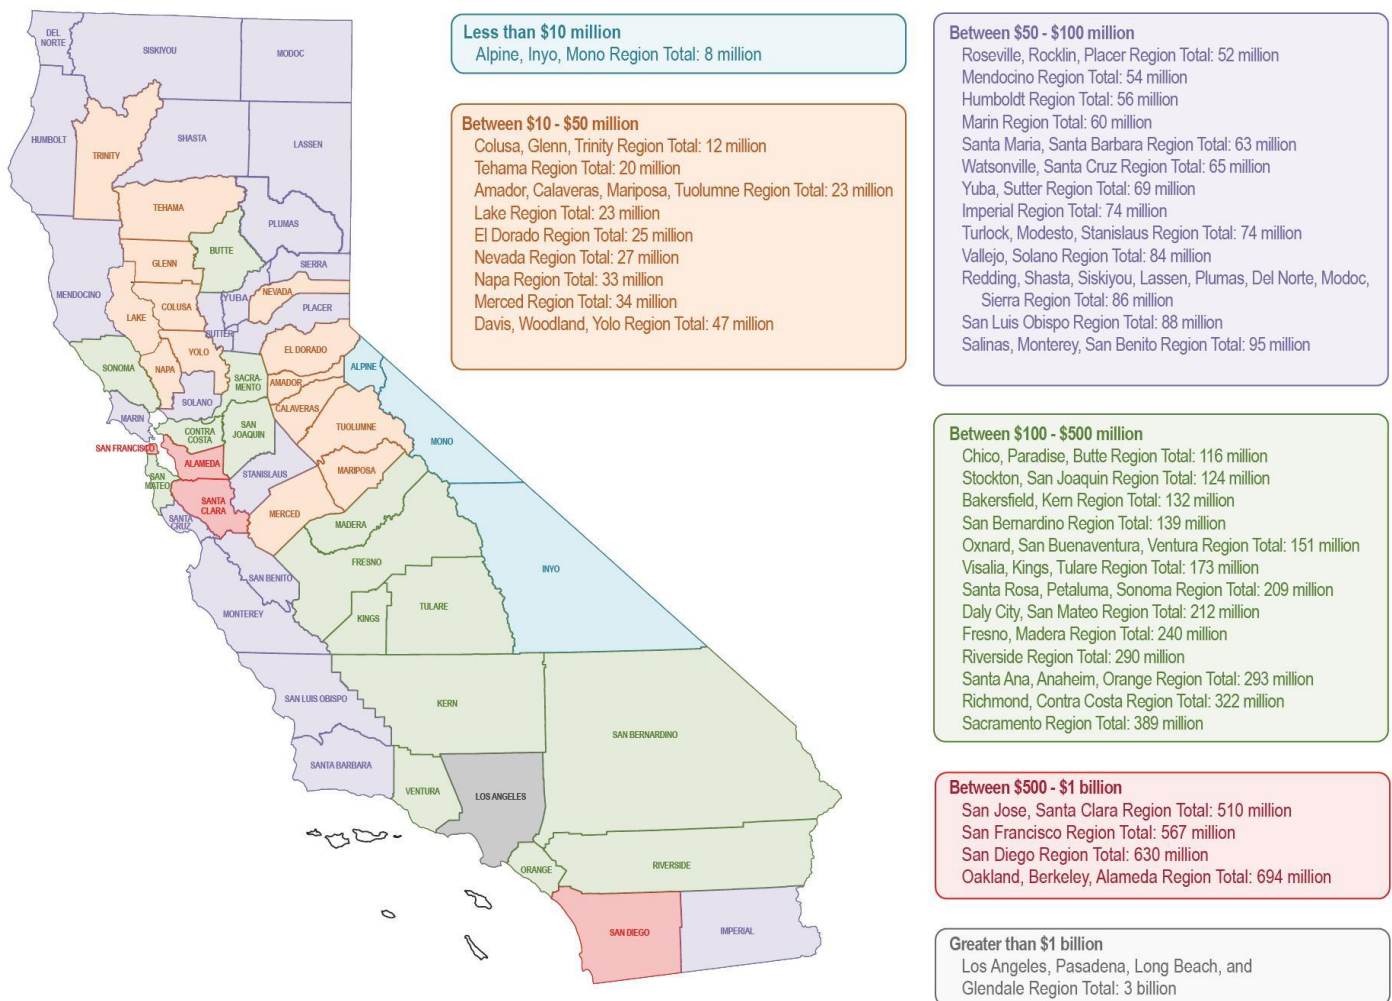 DEL
NORTE
SISKIYOU
MODOC
HUMBOLT
TRINITY
SHASTA
LASSEN
TEHAMA
PLUMAS
BUTTE
GLENN
SIERRA
MENDOCINO
LAKE
COLUSA
YUBA
NEVADA
PLACER
SUTTER
SONOMA
NAPA
YOLO
EL DORADO
SACRA-
MENTO
AMADOR
ALPINE
SOLANO
CALAVERAS
MARIN
CONTRA
COSTA
SAN
JOAQUIN
TUOLUMNE
MONO
SAN FRANCISCO
ALAMEDA
STANISLAUS
MARIPOSA
SAN
MATEO
SANTA
CLARA
MERCED
SANTA
CRUZ
MADERA
FRESNO
INYO
SAN BENITO
MONTEREY
KINGS
TULARE
SAN LUIS OBISPO
KERN
SAN BERNARDINO
SANTA BARBARA
VENTURA
LOS ANGELES
ORANGE
RIVERSIDE
SAN DIEGO
IMPERIAL
Less than $10 million
Alpine, Inyo, Mono Region Total: 8 million
Between $10 - $50 million
Colusa, Glenn, Trinity Region Total: 12 million
Tehama Region Total: 20 million
Amador, Calaveras, Mariposa, Tuolumne Region Total: 23 million
Lake Region Total: 23 million
El Dorado Region Total: 25 million
Nevada Region Total: 27 million
Napa Region Total: 33 million
Merced Region Total: 34 million
Davis, Woodland, Yolo Region Total: 47 million
Between $50 - $100 million
Roseville, Rocklin, Placer Region Total: 52 million
Mendocino Region Total: 54 million
Humboldt Region Total: 56 million
Marin Region Total: 60 million
Santa Maria, Santa Barbara Region Total: 63 million
Watsonville, Santa Cruz Region Total: 65 million
Yuba, Sutter Region Total: 69 million
Imperial Region Total: 74 million
Turlock, Modesto, Stanislaus Region Total: 74 million
Vallejo, Solano Region Total: 84 million
Redding, Shasta, Siskiyou, Lassen, Plumas, Del Norte, Modoc,
Sierra Region Total: 86 million
San Luis Obispo Region Total: 88 million
Salinas, Monterey, San Benito Region Total: 95 million
Between $100 - $500 million
Chico, Paradise, Butte Region Total: 116 million
Stockton, San Joaquin Region Total: 124 million
Bakersfield, Kern Region Total: 132 million
San Bernardino Region Total: 139 million
Oxnard, San Buenaventura, Ventura Region Total: 151 million
Visalia, Kings, Tulare Region Total: 173 million
Santa Rosa, Petaluma, Sonoma Region Total: 209 million
Daly City, San Mateo Region Total: 212 million
Fresno, Madera Region Total: 240 million
Riverside Region Total: 290 million
Santa Ana, Anaheim, Orange Region Total: 293 million
Richmond, Contra Costa Region Total: 322 million
Sacramento Region Total: 389 million
Between $500 - $1 billion
San Jose, Santa Clara Region Total: 510 million
San Francisco Region Total: 567 million
San Diego Region Total: 630 million
Oakland, Berkeley, Alameda Region Total: 694 million
Greater than $1 billion
Los Angeles, Pasadena, Long Beach, and
Glendale Region Total: 3 billion